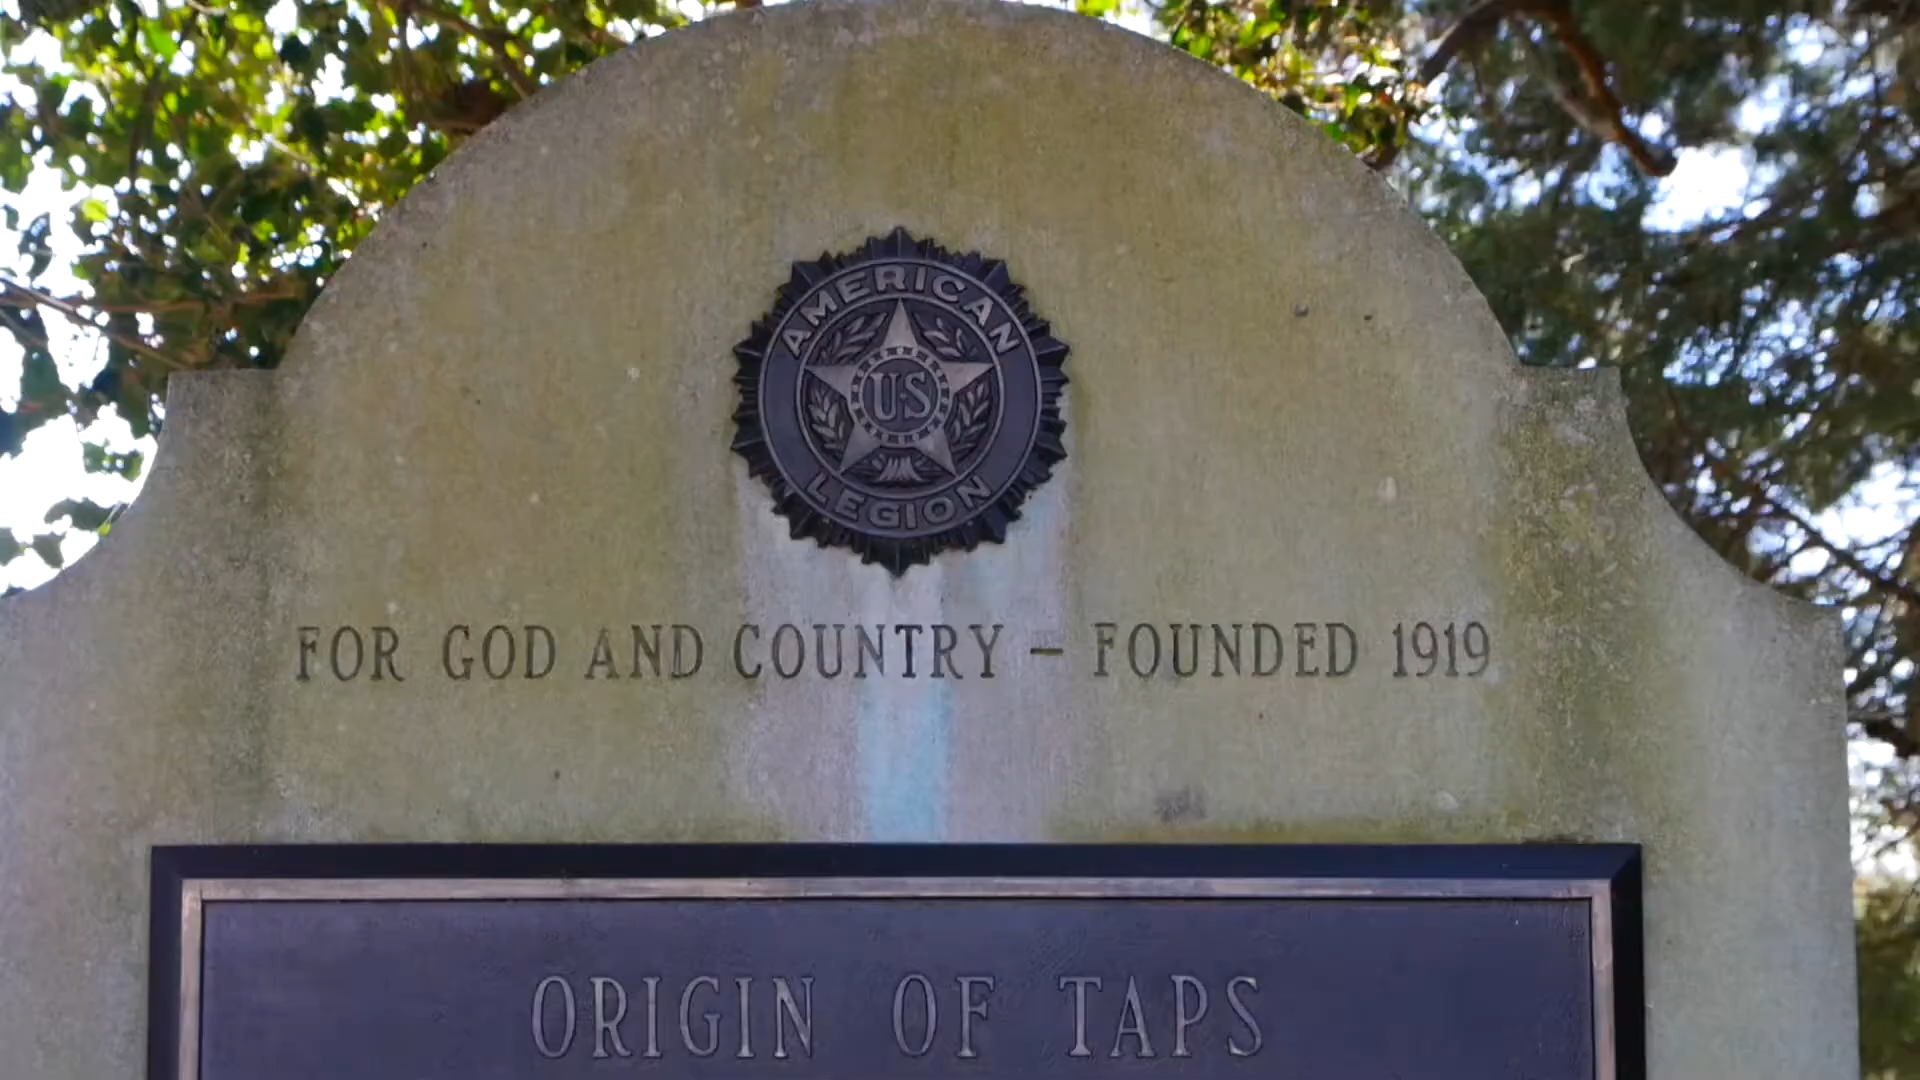 AMERICAN
US
LEGION
FOR GOD AND COUNTRY – FOUNDED 1919
ORIGIN OF TAPS